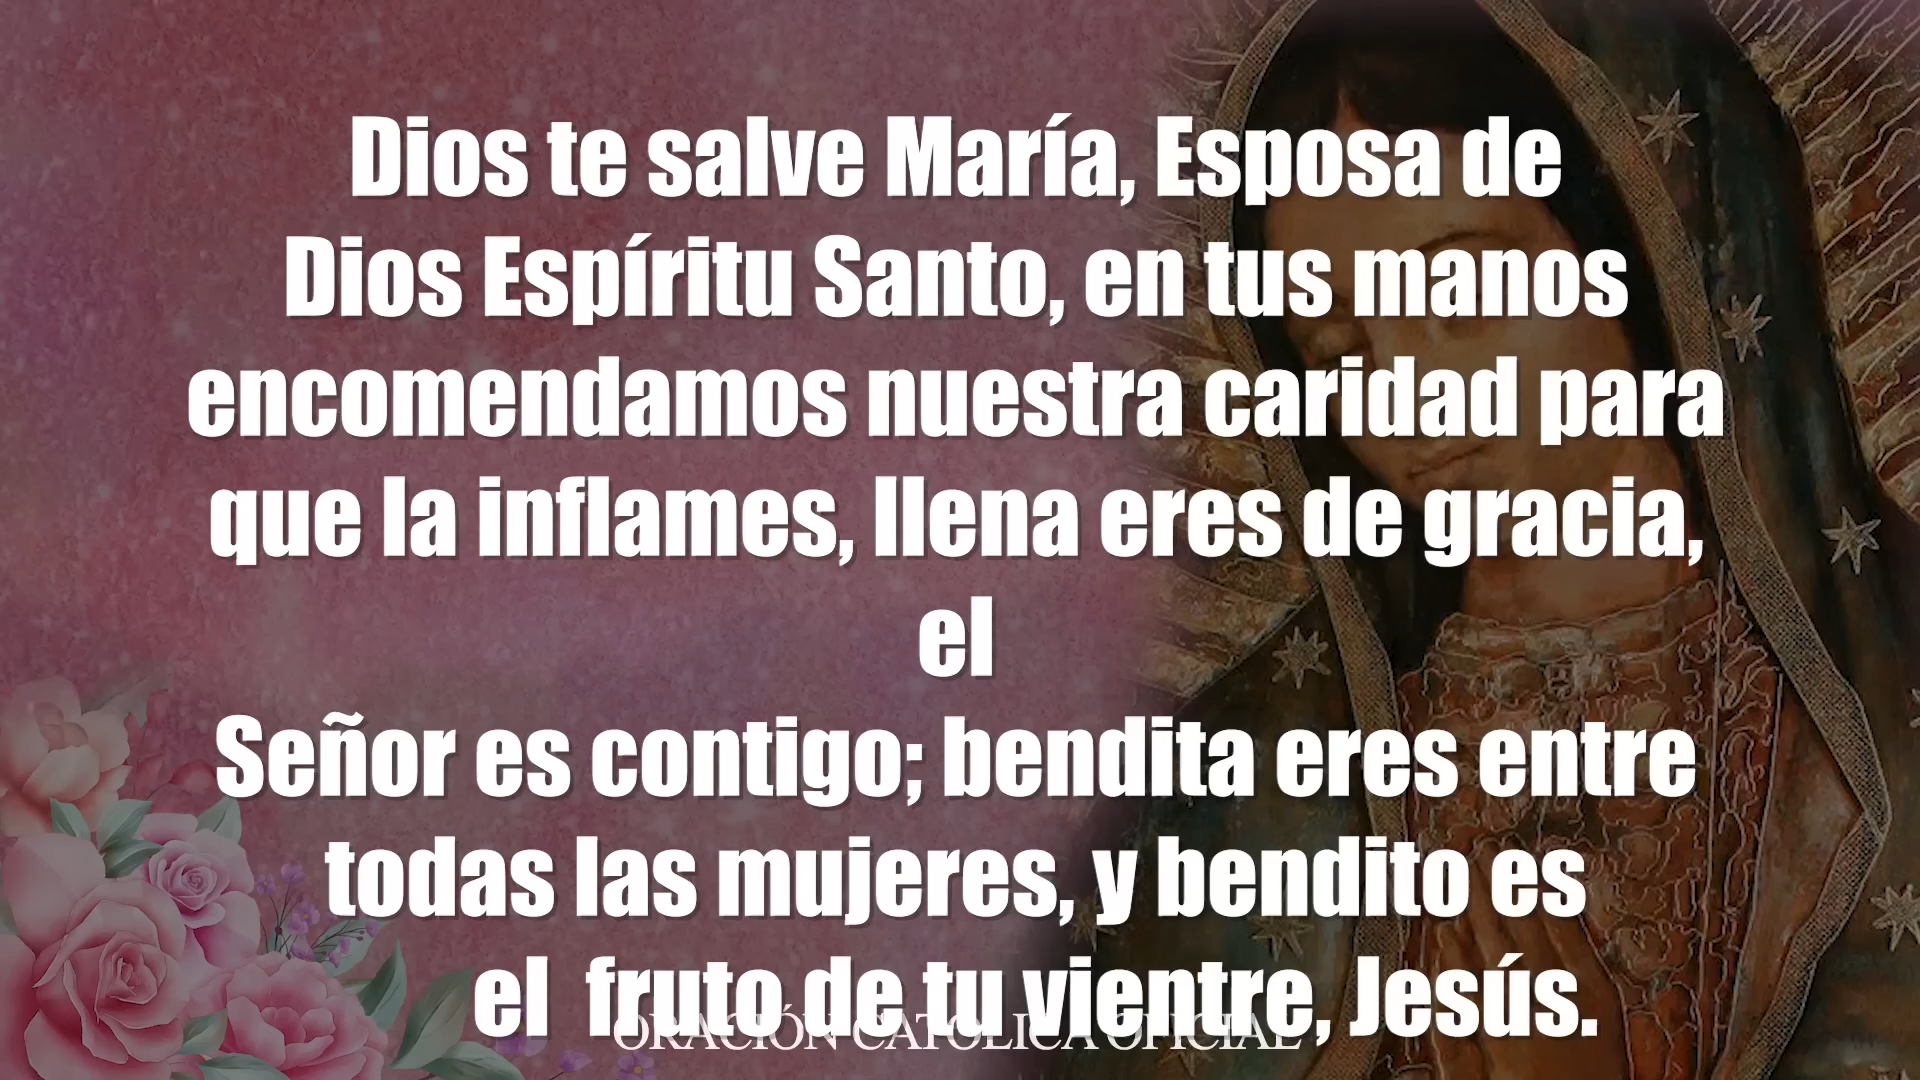 Dios te salve María, Esposa de
Dios Espíritu Santo, en tus manos
encomendamos nuestra caridad para
que la inflames, llena eres de gracia,
el
Señor es contigo; bendita eres entre
todas las mujeres, y bendito es
el  fruto de tu vientre, Jesús.
ORACIÓN CATOLICA OFICIAL